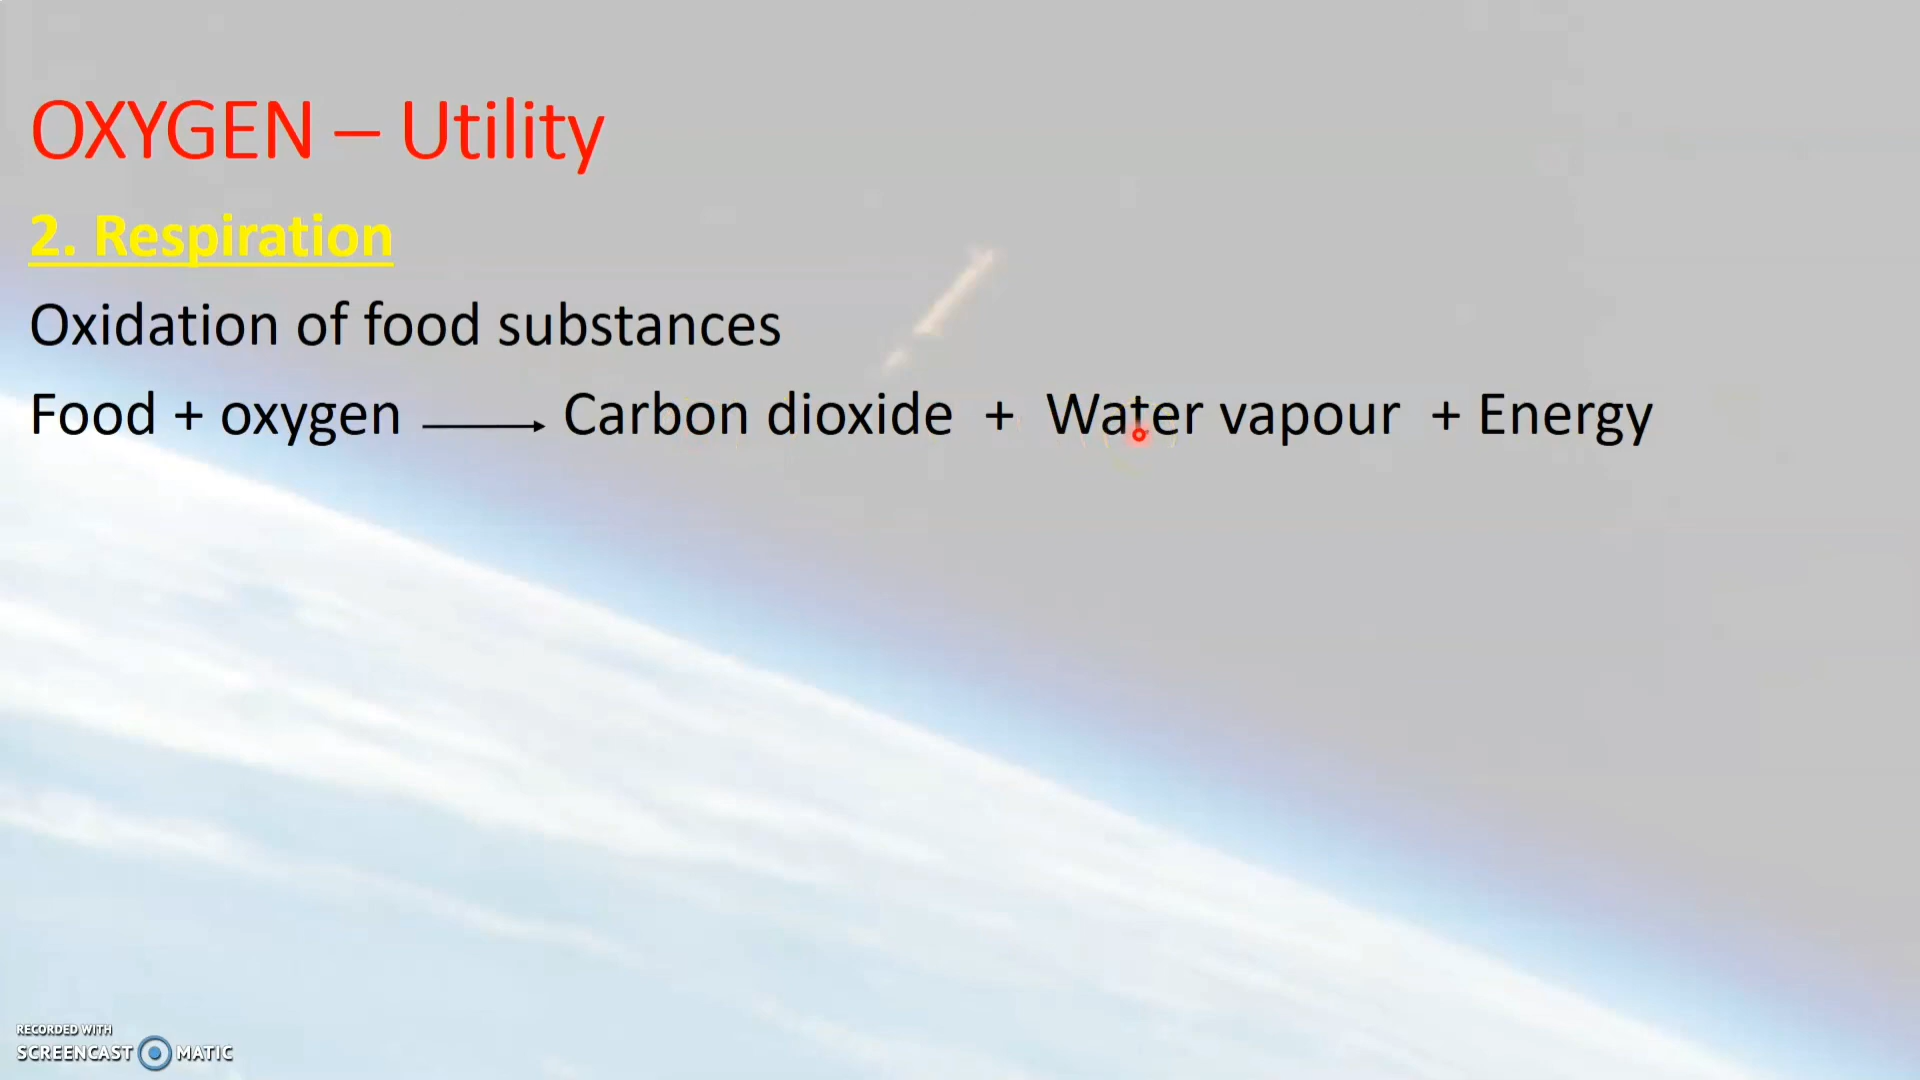 OXYGEN – Utility
2. Respiration
Oxidation of food substances
Food + oxygen ⟶ Carbon dioxide + Water vapour + Energy
RECORDED WITH
SCREENCAST MATIC